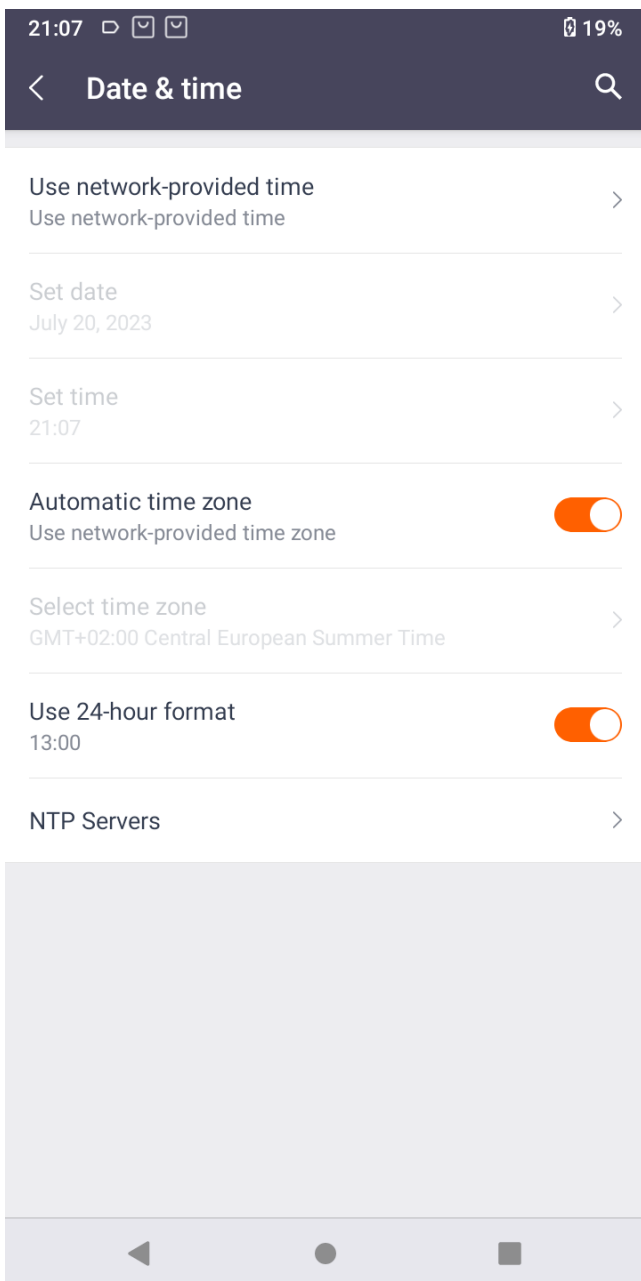 21:07 19%
Date & time
Use network-provided time
Use network-provided time
Set date
July 20, 2023
Set time
21:07
Automatic time zone
Use network-provided time zone
Select time zone
GMT+02:00 Central European Summer Time
Use 24-hour format
13:00
NTP Servers